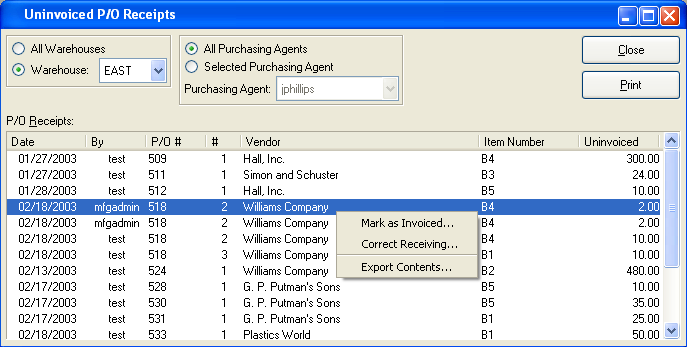 Uninvoiced P/O Receipts
All Warehouses
Warehouse: EAST
All Purchasing Agents
Selected Purchasing Agent
Purchasing Agent: jphillips
Close
Print
P/O Receipts:
Date By P/O # # Vendor Item Number Uninvoiced
01/27/2003 test 509 1 Hall, Inc. B4 300.00
01/27/2003 test 511 1 Simon and Schuster B3 24.00
01/28/2003 test 512 1 Hall, Inc. B5 10.00
02/18/2003 mfgadmin 518 2 Williams Company B4 2.00
02/18/2003 mfgadmin 518 2 Williams Company B4 2.00
02/18/2003 test 518 2 Williams Company B4 10.00
02/18/2003 test 518 3 Williams Company B1 10.00
02/13/2003 test 524 1 Williams Company B2 480.00
02/17/2003 test 528 1 G. P. Putman's Sons B5 10.00
02/17/2003 test 530 1 G. P. Putman's Sons B5 35.00
02/17/2003 test 531 1 G. P. Putman's Sons B6 25.00
02/18/2003 test 533 1 Plastics World B1 50.00
Mark as Invoiced...
Correct Receiving...
Export Contents...